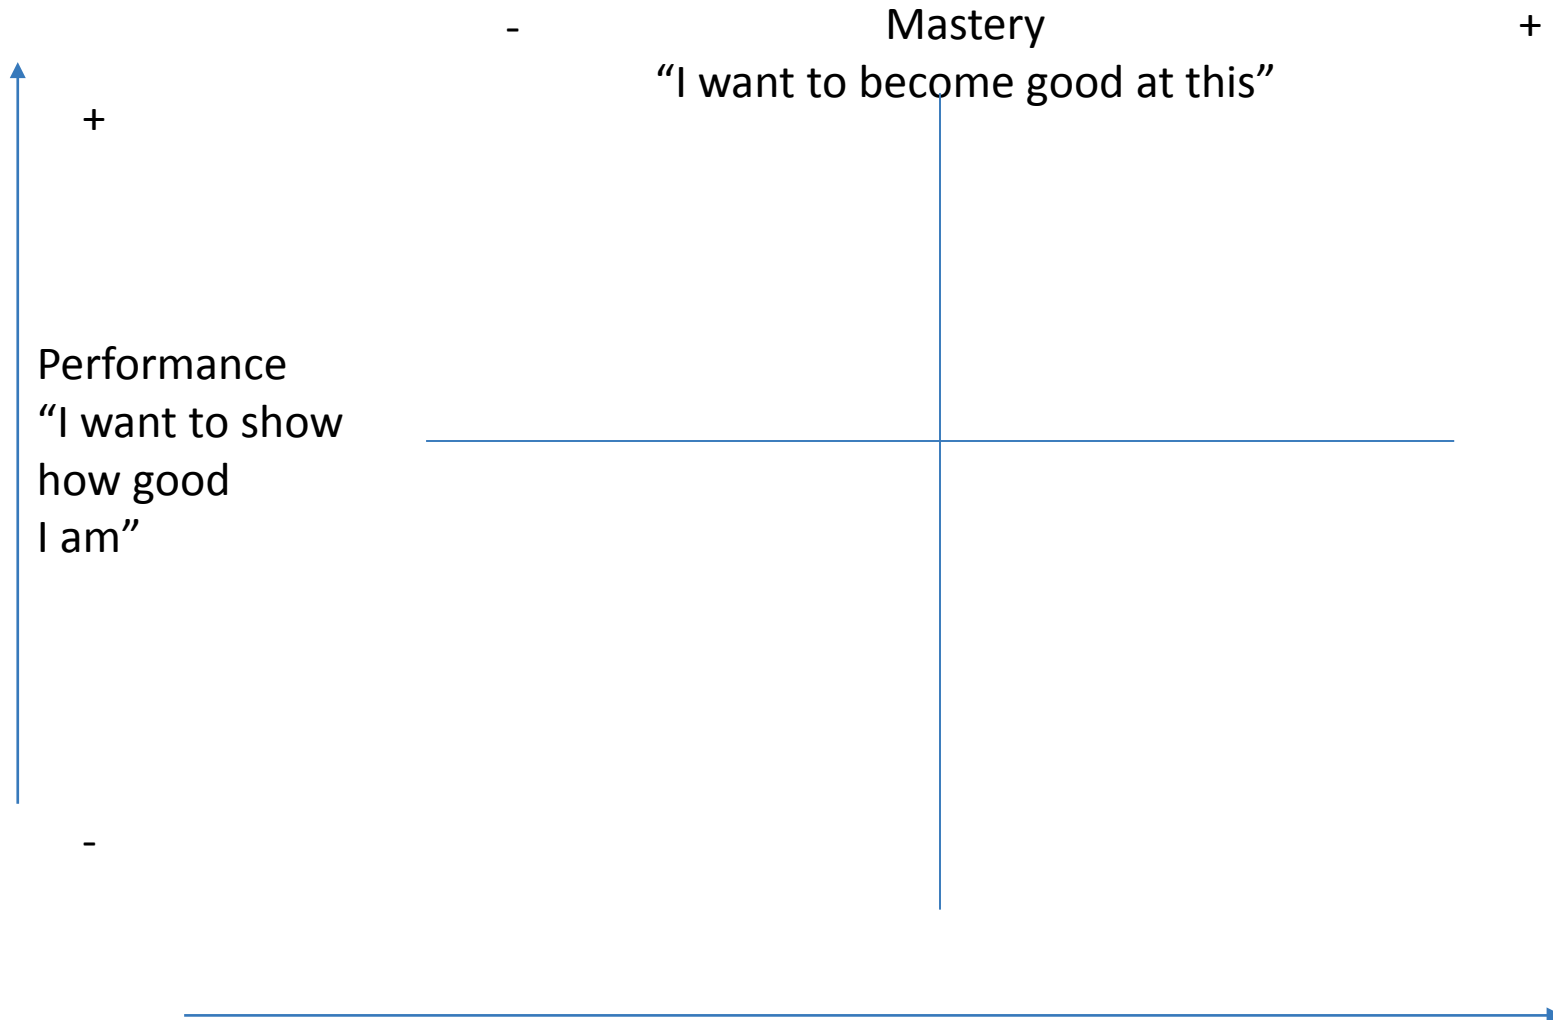 - Mastery +
“I want to become good at this”
+
Performance
“I want to show
how good
I am”
-